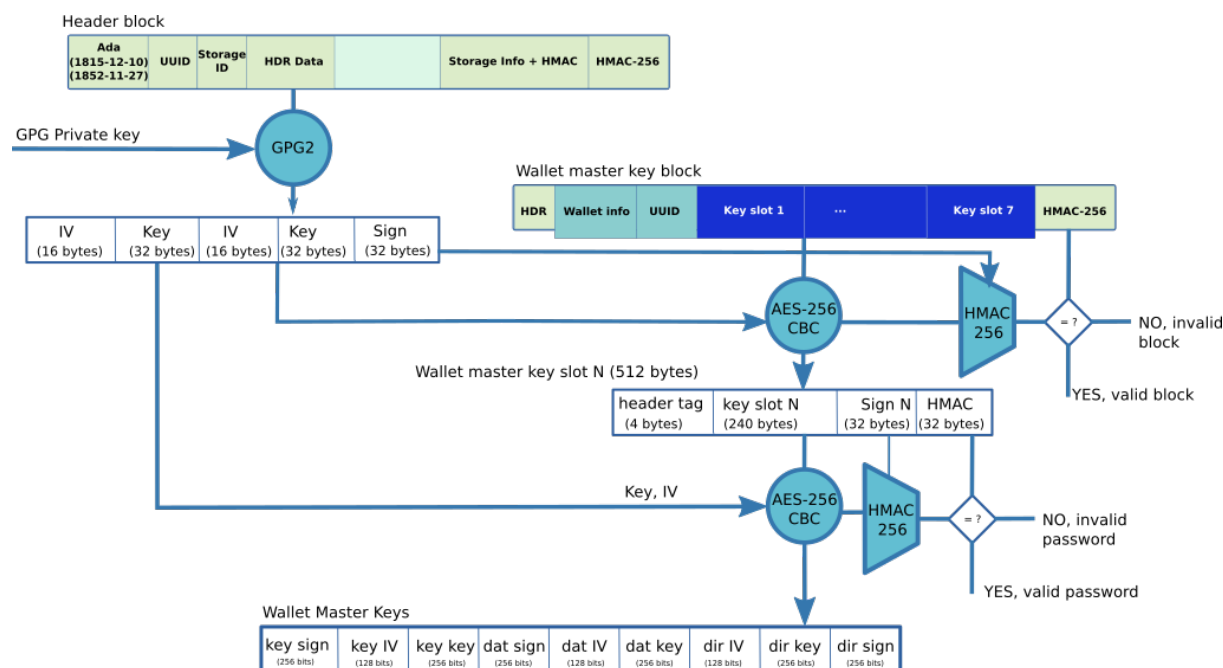 Header block
Ada
(1815-12-10)
(1852-11-27)
UUID
Storage
ID
HDR Data
Storage Info + HMAC
HMAC-256
GPG Private key
GPG2
Wallet master key block
HDR
Wallet info
UUID
Key slot 1
...
Key slot 7
HMAC-256
IV
(16 bytes)
Key
(32 bytes)
IV
(16 bytes)
Key
(32 bytes)
Sign
(32 bytes)
AES-256
CBC
HMAC
256
= ?
NO, invalid
block
YES, valid block
Wallet master key slot N (512 bytes)
header tag
(4 bytes)
key slot N
(240 bytes)
Sign N
(32 bytes)
HMAC
(32 bytes)
Key, IV
AES-256
CBC
HMAC
256
= ?
NO, invalid
password
YES, valid password
Wallet Master Keys
key sign
(256 bits)
key IV
(128 bits)
key key
(256 bits)
dat sign
(256 bits)
dat IV
(128 bits)
dat key
(256 bits)
dir IV
(128 bits)
dir key
(256 bits)
dir sign
(256 bits)